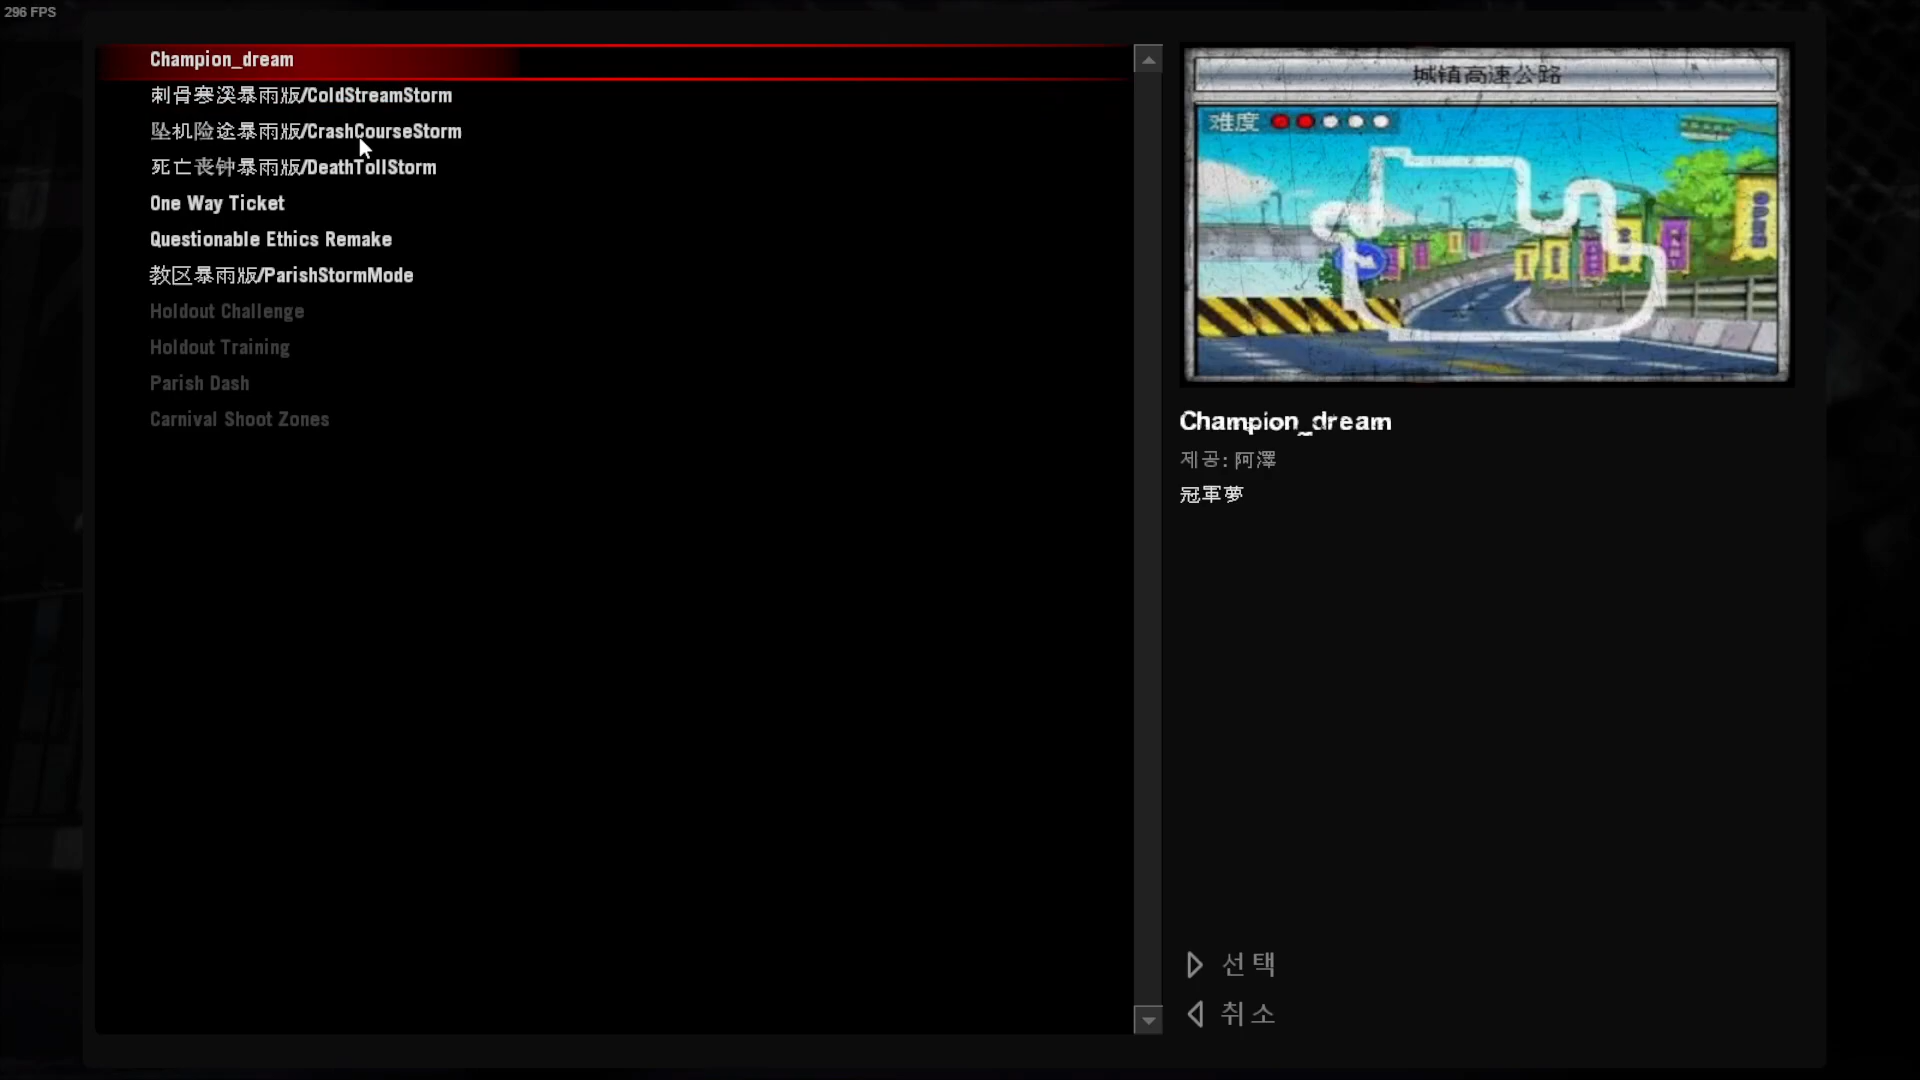 296 FPS
Champion_dream
刺骨寒溪暴雨版/ColdStreamStorm
坠机险途暴雨版/CrashCourseStorm
死亡丧钟暴雨版/DeathTollStorm
One Way Ticket
Questionable Ethics Remake
教区暴雨版/ParishStormMode
Holdout Challenge
Holdout Training
Parish Dash
Carnival Shoot Zones
城镇高速公路
难度
OPEN
Champion_dream
제공: 阿澤
冠軍夢
선택
취소